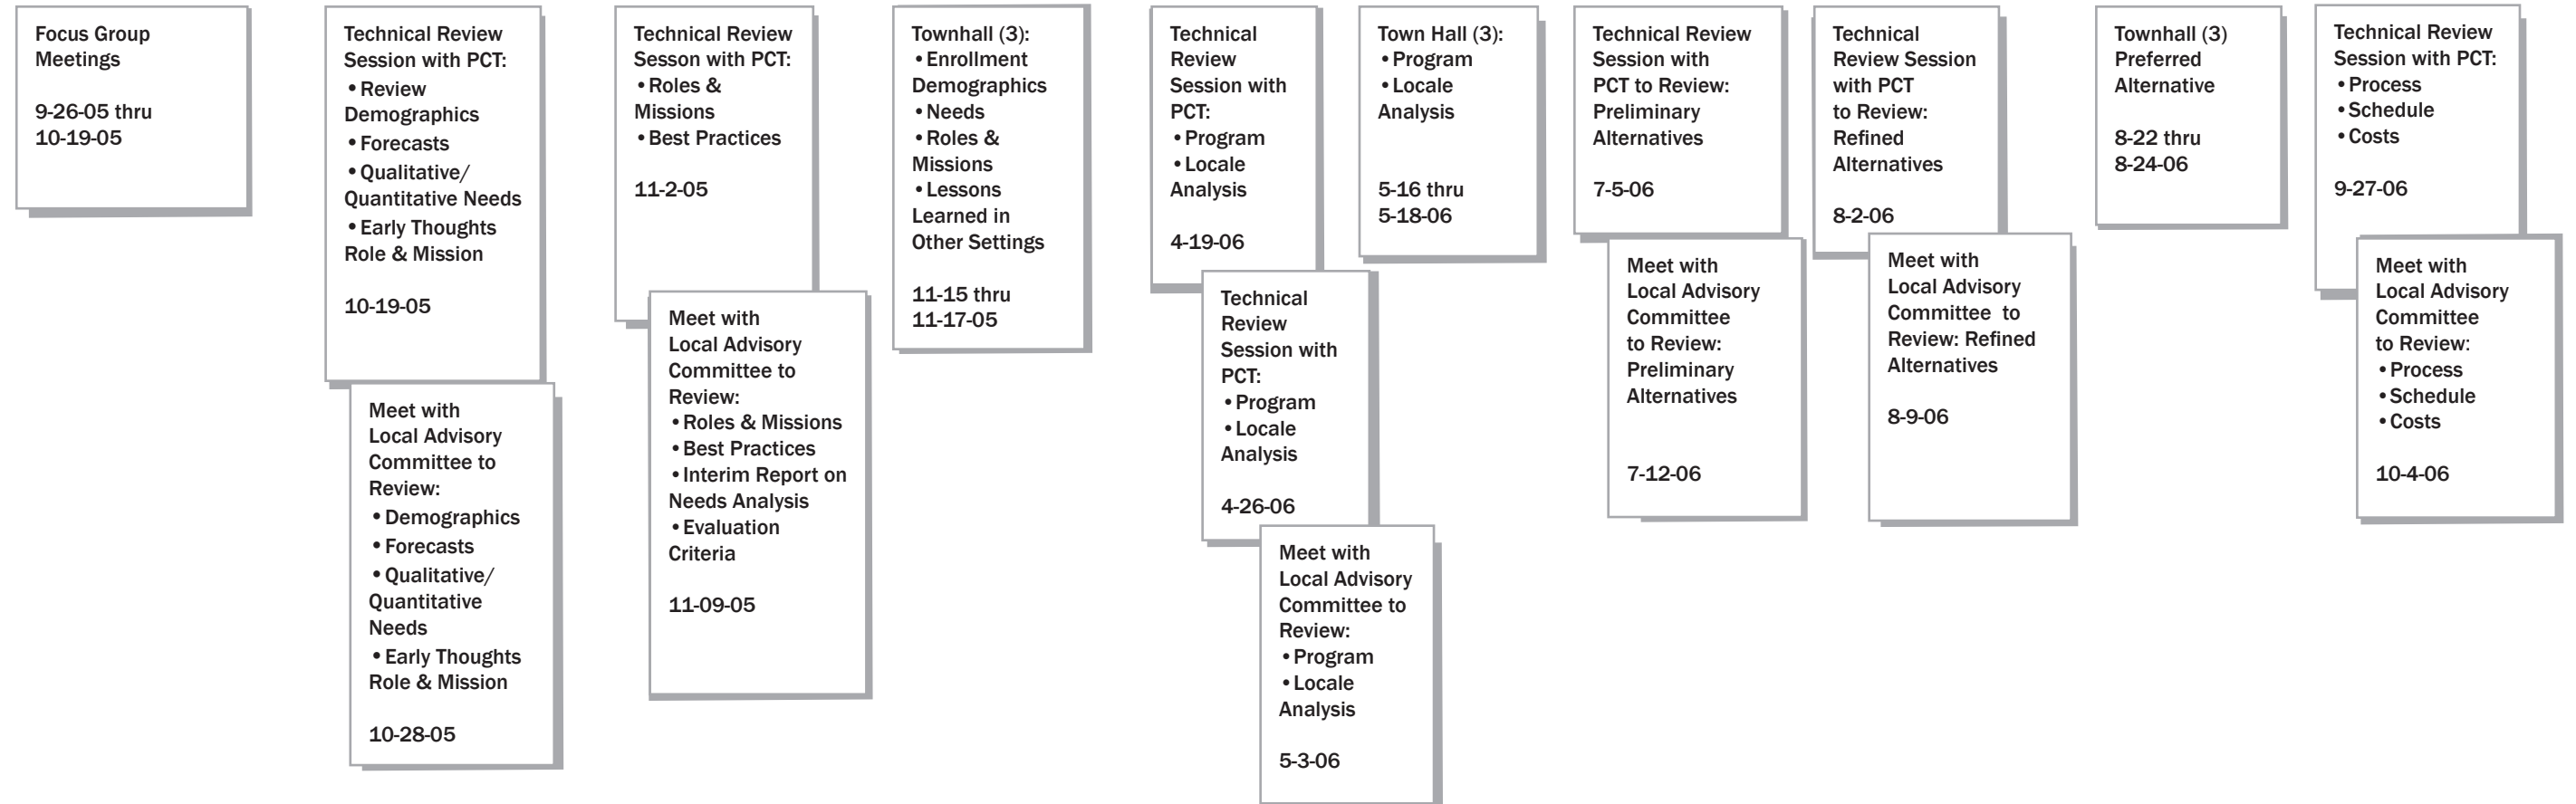 Focus Group
Meetings
9-26-05 thru
10-19-05
Technical Review
Session with PCT:
• Review
Demographics
• Forecasts
• Qualitative/
Quantitative Needs
• Early Thoughts
Role & Mission
10-19-05
Meet with
Local Advisory
Committee to
Review:
• Demographics
• Forecasts
• Qualitative/
Quantitative
Needs
• Early Thoughts
Role & Mission
10-28-05
Technical Review
Sesson with PCT:
• Roles &
Missions
• Best Practices
11-2-05
Meet with
Local Advisory
Committee to
Review:
• Roles & Missions
• Best Practices
• Interim Report on
Needs Analysis
• Evaluation
Criteria
11-09-05
Townhall (3):
• Enrollment
Demographics
• Needs
• Roles &
Missions
• Lessons
Learned in
Other Settings
11-15 thru
11-17-05
Technical
Review
Session with
PCT:
• Program
• Locale
Analysis
4-19-06
Technical
Review
Session with
PCT:
• Program
• Locale
Analysis
4-26-06
Meet with
Local Advisory
Committee to
Review:
• Program
• Locale
Analysis
5-3-06
Town Hall (3):
• Program
• Locale
Analysis
5-16 thru
5-18-06
Technical Review
Session with
PCT to Review:
Preliminary
Alternatives
7-5-06
Meet with
Local Advisory
Committee
to Review:
Preliminary
Alternatives
7-12-06
Technical
Review Session
with PCT
to Review:
Refined
Alternatives
8-2-06
Meet with
Local Advisory
Committee  to
Review: Refined
Alternatives
8-9-06
Townhall (3)
Preferred
Alternative
8-22 thru
8-24-06
Technical Review
Session with PCT:
• Process
• Schedule
• Costs
9-27-06
Meet with
Local Advisory
Committee
to Review:
• Process
• Schedule
• Costs
10-4-06